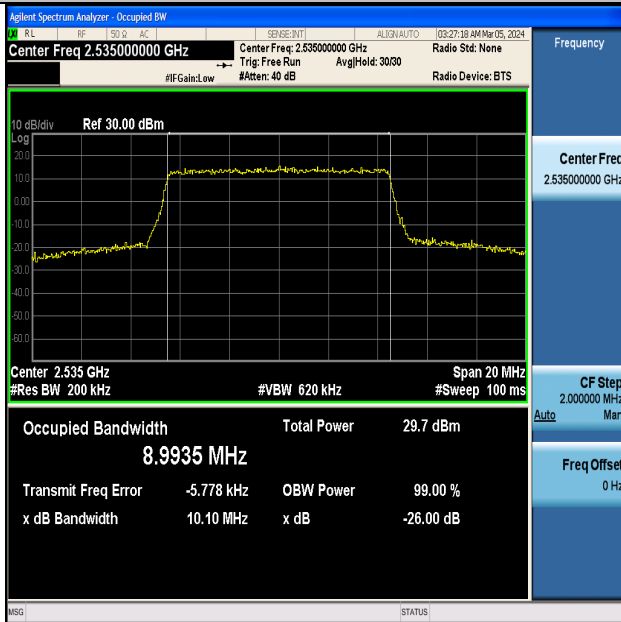 Agilent Spectrum Analyzer - Occupied BW
LXI RL RF 50 Ω AC SENSE:INT ALIGN AUTO 03:27:18 AM Mar 05, 2024
Center Freq 2.535000000 GHz
Center Freq: 2.535000000 GHz
Radio Std: None
Trig: Free Run Avg|Hold: 30/30
#IFGain:Low #Atten: 40 dB Radio Device: BTS
10 dB/div Ref 30.00 dBm
Log
20.0
10.0
0.00
-10.0
-20.0
-30.0
-40.0
-50.0
-60.0
Center 2.535 GHz Span 20 MHz
#Res BW 200 kHz #VBW 620 kHz #Sweep 100 ms
Occupied Bandwidth Total Power 29.7 dBm
8.9935 MHz
Transmit Freq Error -5.778 kHz OBW Power 99.00 %
x dB Bandwidth 10.10 MHz x dB -26.00 dB
Frequency
Center Freq
2.535000000 GHz
CF Step
2.000000 MHz
Auto Man
Freq Offset
0 Hz
MSG STATUS